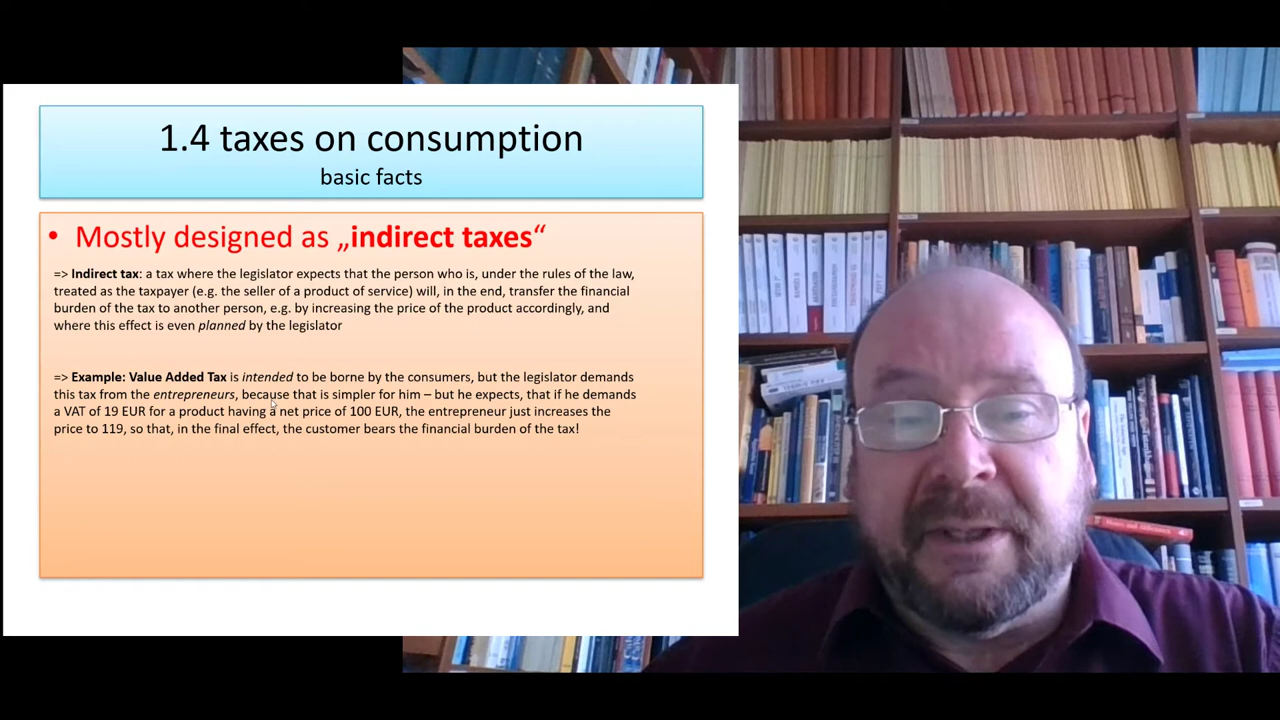 1.4 taxes on consumption
basic facts
• Mostly designed as „indirect taxes“
=> Indirect tax: a tax where the legislator expects that the person who is, under the rules of the law,
treated as the taxpayer (e.g. the seller of a product of service) will, in the end, transfer the financial
burden of the tax to another person, e.g. by increasing the price of the product accordingly, and
where this effect is even planned by the legislator
=> Example: Value Added Tax is intended to be borne by the consumers, but the legislator demands
this tax from the entrepreneurs, because that is simpler for him – but he expects, that if he demands
a VAT of 19 EUR for a product having a net price of 100 EUR, the entrepreneur just increases the
price to 119, so that, in the final effect, the customer bears the financial burden of the tax!